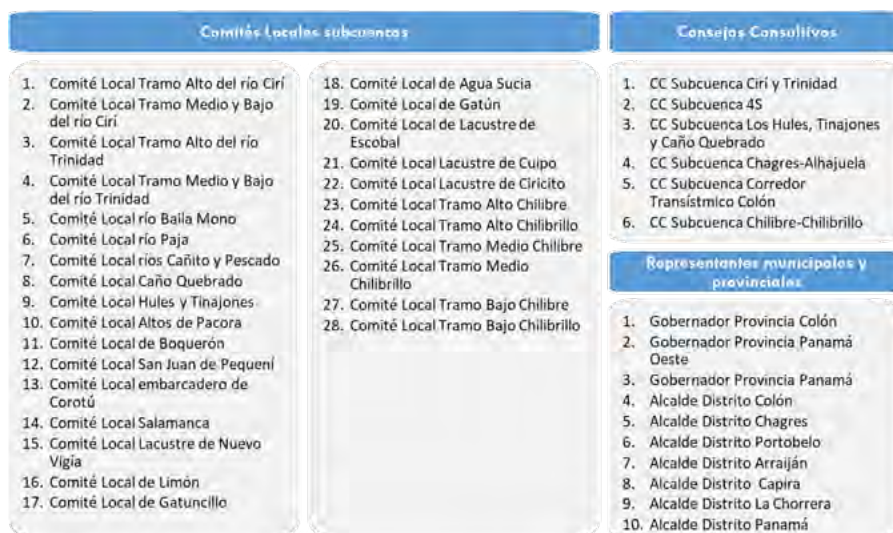 Comités Locales subcuencas
1. Comité Local Tramo Alto del río Cirí
2. Comité Local Tramo Medio y Bajo
del río Cirí
3. Comité Local Tramo Alto del río
Trinidad
4. Comité Local Tramo Medio y Bajo
del río Trinidad
5. Comité Local río Baila Mono
6. Comité Local río Paja
7. Comité Local ríos Cañito y Pescado
8. Comité Local Caño Quebrado
9. Comité Local Hules y Tinajones
10. Comité Local Altos de Pacora
11. Comité Local de Boquerón
12. Comité Local San Juan de Pequení
13. Comité Local embarcadero de
Corotú
14. Comité Local Salamanca
15. Comité Local Lacustre de Nuevo
Vigía
16. Comité Local de Limón
17. Comité Local de Gatuncillo
18. Comité Local de Agua Sucia
19. Comité Local de Gatún
20. Comité Local de Lacustre de
Escobal
21. Comité Local Lacustre de Cuipo
22. Comité Local Lacustre de Ciricito
23. Comité Local Tramo Alto Chilibre
24. Comité Local Tramo Alto Chilibrillo
25. Comité Local Tramo Medio Chilibre
26. Comité Local Tramo Medio
Chilibrillo
27. Comité Local Tramo Bajo Chilibre
28. Comité Local Tramo Bajo Chilibrillo
Consejos Consultivos
1. CC Subcuenca Cirí y Trinidad
2. CC Subcuenca 4S
3. CC Subcuenca Los Hules, Tinajones
y Caño Quebrado
4. CC Subcuenca Chagres-Alhajuela
5. CC Subcuenca Corredor
Transístmico Colón
6. CC Subcuenca Chilibre-Chilibrillo
Representantes municipales y
provinciales
1. Gobernador Provincia Colón
2. Gobernador Provincia Panamá
Oeste
3. Gobernador Provincia Panamá
4. Alcalde Distrito Colón
5. Alcalde Distrito Chagres
6. Alcalde Distrito Portobelo
7. Alcalde Distrito Arraiján
8. Alcalde Distrito Capira
9. Alcalde Distrito La Chorrera
10. Alcalde Distrito Panamá